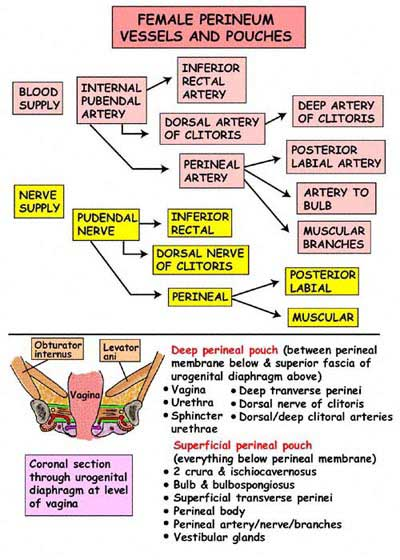 FEMALE PERINEUM
VESSELS AND POUCHES
BLOOD
SUPPLY
INTERNAL
PUBENDAL
ARTERY
INFERIOR
RECTAL
ARTERY
DORSAL ARTERY
OF CLITORIS
DEEP ARTERY
OF CLITORIS
PERINEAL
ARTERY
POSTERIOR
LABIAL ARTERY
ARTERY TO
BULB
MUSCULAR
BRANCHES
NERVE
SUPPLY
PUDENDAL
NERVE
INFERIOR
RECTAL
DORSAL NERVE
OF CLITORIS
PERINEAL
POSTERIOR
LABIAL
MUSCULAR
Obturator
internus
Levator
ani
Vagina
Coronal section
through urogenital
diaphragm at level
of vagina
Deep perineal pouch (between perineal
membrane below & superior fascia of
urogenital diaphragm above)
• Vagina
• Urethra
• Sphincter
urethrae
• Deep transverse perinei
• Dorsal nerve of clitoris
• Dorsal/deep clitoral arteries
Superficial perineal pouch
(everything below perineal membrane)
• 2 crura & ischiocavernosus
• Bulb & bulbospongiosus
• Superficial transverse perinei
• Perineal body
• Perineal artery/nerve/branches
• Vestibular glands